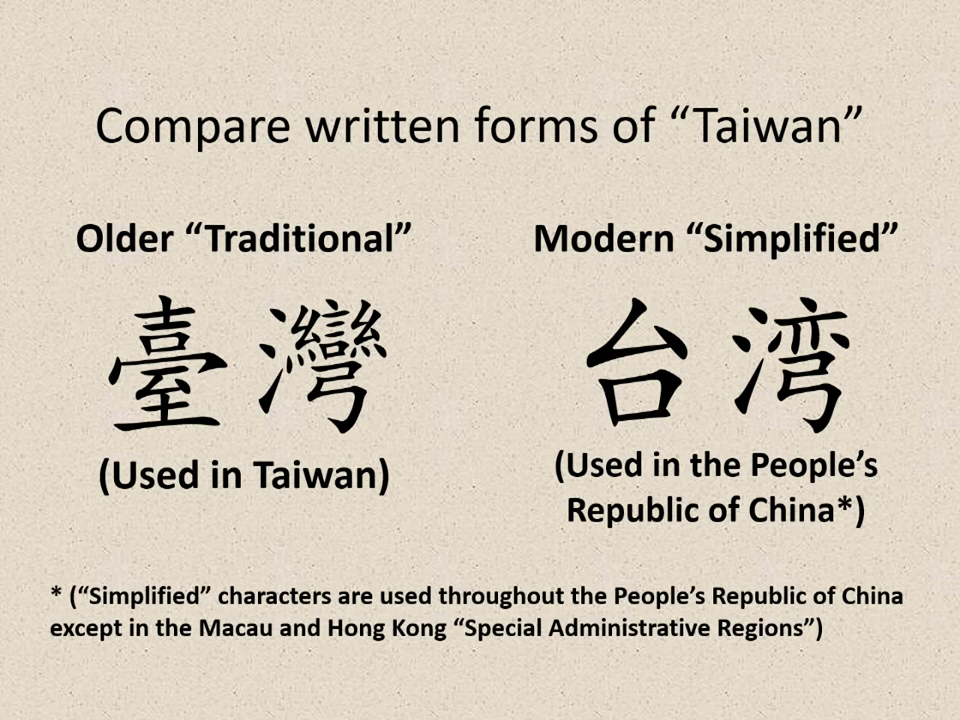 Compare written forms of “Taiwan”
Older “Traditional”
臺灣
(Used in Taiwan)
Modern “Simplified”
台湾
(Used in the People’s
Republic of China*)
* (“Simplified” characters are used throughout the People’s Republic of China
except in the Macau and Hong Kong “Special Administrative Regions”)